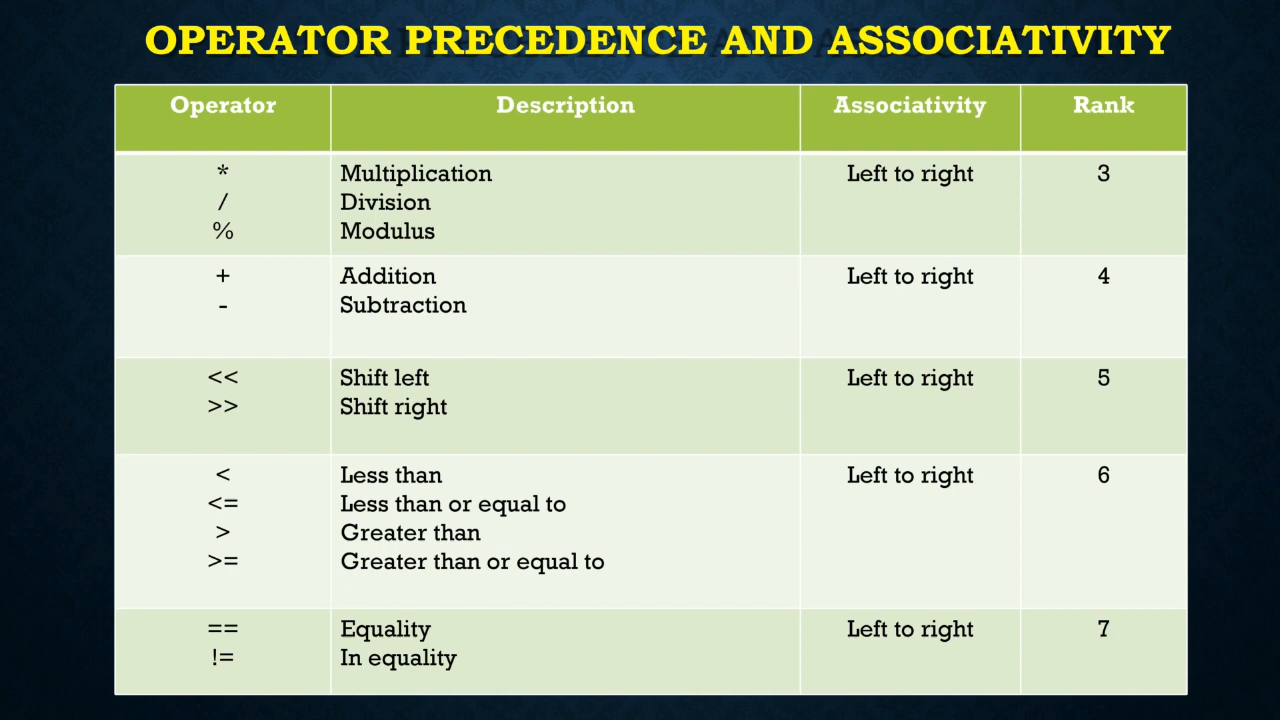 OPERATOR PRECEDENCE AND ASSOCIATIVITY
Operator Description Associativity Rank
* Multiplication Left to right 3
/ Division
% Modulus
+ Addition Left to right 4
- Subtraction
<< Shift left Left to right 5
>> Shift right
< Less than Left to right 6
<= Less than or equal to
> Greater than
>= Greater than or equal to
== Equality Left to right 7
!= In equality